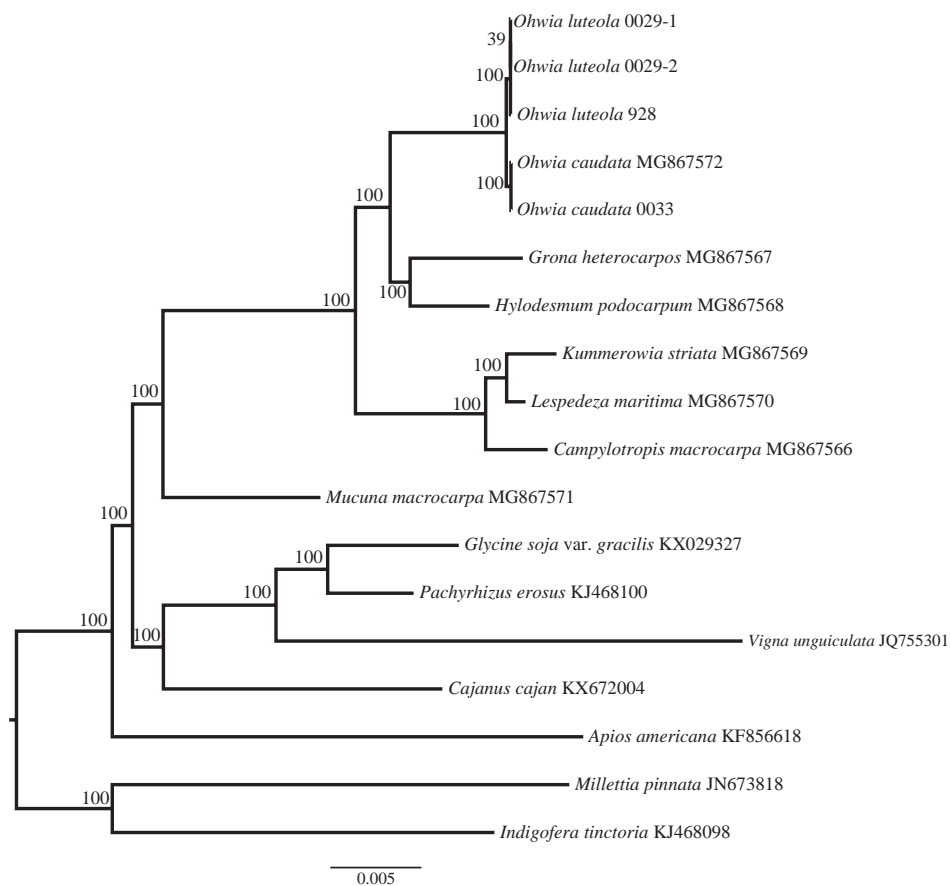 Ohwia luteola 0029-1
39
Ohwia luteola 0029-2
100
Ohwia luteola 928
100
Ohwia caudata MG867572
100
Ohwia caudata 0033
100
Grona heterocarpos MG867567
100
Hylodesmum podocarpum MG867568
100
Kummerowia striata MG867569
100
Lespedeza maritima MG867570
100
Campylotropis macrocarpa MG867566
100
Mucuna macrocarpa MG867571
100
Glycine soja var. gracilis KX029327
100
Pachyrhizus erosus KJ468100
100
Vigna unguiculata JQ755301
100
100
Cajanus cajan KX672004
Apios americana KF856618
Millettia pinnata JN673818
100
Indigofera tinctoria KJ468098
0.005